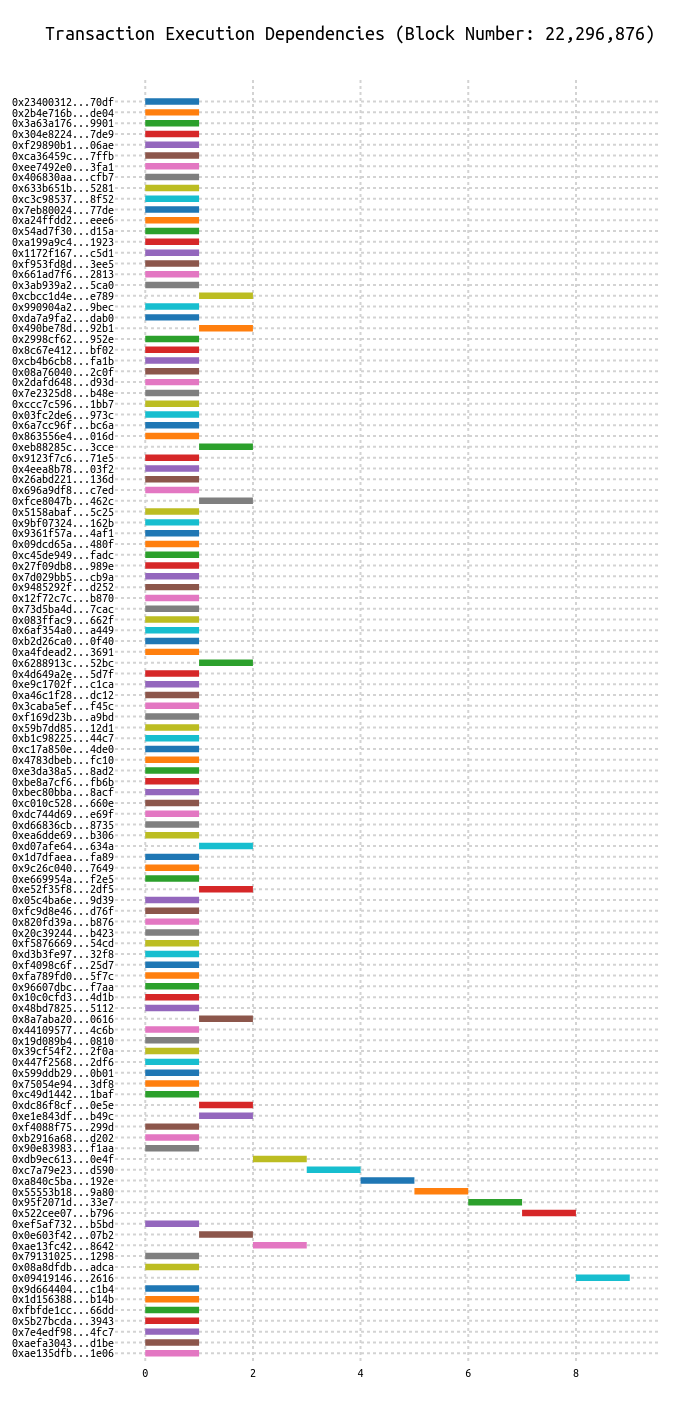 Transaction Execution Dependencies (Block Number: 22,296,876)
0x23400312...70df
0x2b4e716b...de04
0x3a63a176...9901
0x304e8224...7de9
0xf29890b1...06ae
0xca36459c...7ffb
0xee7492e0...3fa1
0x406830aa...cfb7
0x633b651b...5281
0xc3c98537...8f52
0x7eb80024...77de
0xa24ffdd2...eee6
0x54ad7f30...d15a
0xa199a9c4...1923
0x1172f167...c5d1
0xf953fd8d...3ee5
0x661ad7f6...2813
0x3ab939a2...5ca0
0xcbcc1d4e...e789
0x990904a2...9bec
0xda7a9fa2...dab0
0x490be78d...92b1
0x2998cf62...952e
0x8c67e412...bf02
0xcb4b6cb8...fa1b
0x08a76040...2c0f
0x2dafd648...d93d
0x7e2325d8...b48e
0xccc7c596...1bb7
0x03fc2de6...973c
0x6a7cc96f...bc6a
0x863556e4...016d
0xeb88285c...3cce
0x9123f7c6...71e5
0x4eea8b78...03f2
0x26abd221...136d
0x696a9df8...c7ed
0xfce8047b...462c
0x5158abaf...5c25
0x9bf07324...162b
0x9361f57a...4af1
0x09dcd65a...480f
0xc45de949...fadc
0x27f09db8...989e
0x7d029bb5...cb9a
0x9485292f...d252
0x12f72c7c...b870
0x73d5ba4d...7cac
0x083ffac9...662f
0x6af354a0...a449
0xb2d26ca0...0f40
0xa4fdead2...3691
0x6288913c...52bc
0x4d649a2e...5d7f
0xe9c1702f...c1ca
0xa46c1f28...dc12
0x3caba5ef...f45c
0xf169d23b...a9bd
0x59b7dd85...12d1
0xb1c98225...44c7
0xc17a850e...4de0
0x4783dbeb...fc10
0xe3da38a5...8ad2
0xbe8a7cf6...fb6b
0xbec80bba...8acf
0xc010c528...660e
0xdc744d69...e69f
0xd66836cb...8735
0xea6dde69...b306
0xd07afe64...634a
0x1d7dfaea...fa89
0x9c26c040...7649
0xe669954a...f2e5
0xe52f35f8...2df5
0x05c4ba6e...9d39
0xfc9d8e46...d76f
0x820fd39a...b876
0x20c39244...b423
0xf5876669...54cd
0xd3b3fe97...32f8
0xf4098c6f...25d7
0xfa789fd0...5f7c
0x96607dbc...f7aa
0x10c0cfd3...4d1b
0x48bd7825...5112
0x8a7aba20...0616
0x44109577...4c6b
0x19d089b4...0810
0x39cf54f2...2f0a
0x447f2568...2df6
0x599ddb29...0b01
0x75054e94...3df8
0xc49d1442...1baf
0xdc86f8cf...0e5e
0xe1e843df...b49c
0xf4088f75...299d
0xb2916a68...d202
0x90e83983...f1aa
0xdb9ec613...0e4f
0xc7a79e23...d590
0xa840c5ba...192e
0x55553b18...9a80
0x95f2071d...33e7
0x522cee07...b796
0xef5af732...b5bd
0x0e603f42...07b2
0xae13fc42...8642
0x79131025...1298
0x08a8dfdb...adca
0x09419146...2616
0x9d664404...c1b4
0x1d156388...b14b
0xfbfde1cc...66dd
0x5b27bcda...3943
0x7e4edf98...4fc7
0xaefa3043...d1be
0xae135dfb...1e06
0 2 4 6 8